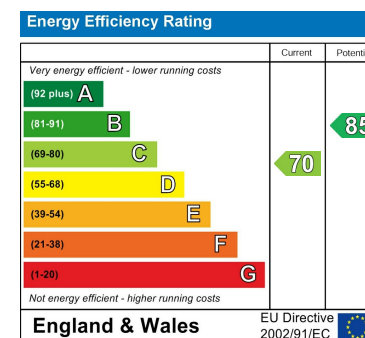 Energy Efficiency Rating
Current Potenti
Very energy efficient - lower running costs
(92 plus) A
(81-91) B
85
(69-80) C
70
(55-68) D
(39-54) E
(21-38) F
(1-20) G
Not energy efficient - higher running costs
England & Wales
EU Directive
2002/91/EC